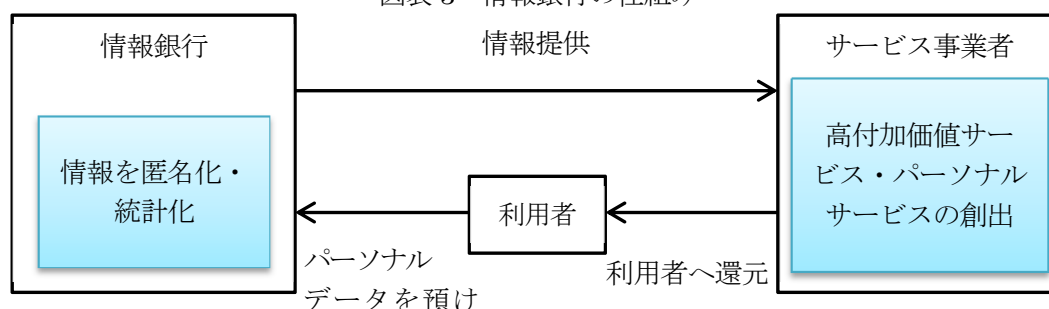 情報銀行
情報提供
サービス事業者
情報を匿名化・
統計化
高付加価値サー
ビス・パーソナル
サービスの創出
利用者
パーソナル
データを預け
利用者へ還元